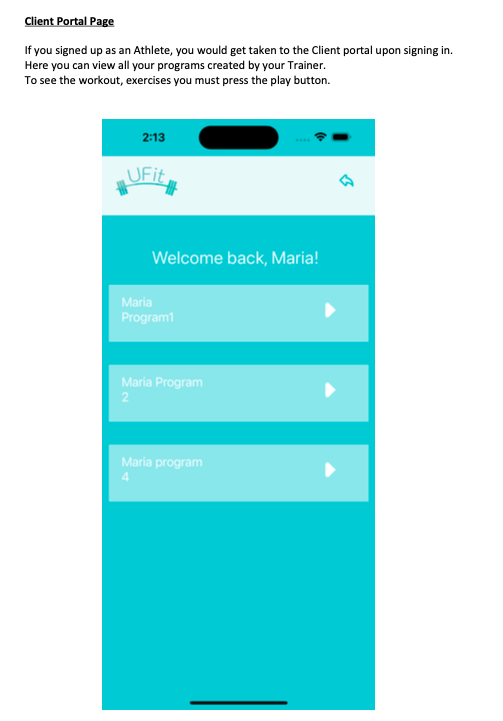 Client Portal Page
If you signed up as an Athlete, you would get taken to the Client portal upon signing in.
Here you can view all your programs created by your Trainer.
To see the workout, exercises you must press the play button.
2:13
UFit
Welcome back, Maria!
Maria
Program1
Maria Program
2
Maria program
4